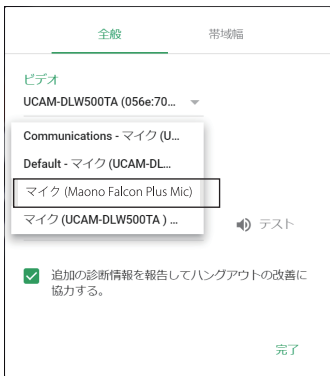 全般 帯域幅
ビデオ
UCAM-DLW500TA (056e:70...
Communications - マイク (U...
Default - マイク (UCAM-DL...
マイク (Maono Falcon Plus Mic)
マイク (UCAM-DLW500TA ) ...
テスト
追加の診断情報を報告してハングアウトの改善に
協力する。
完了